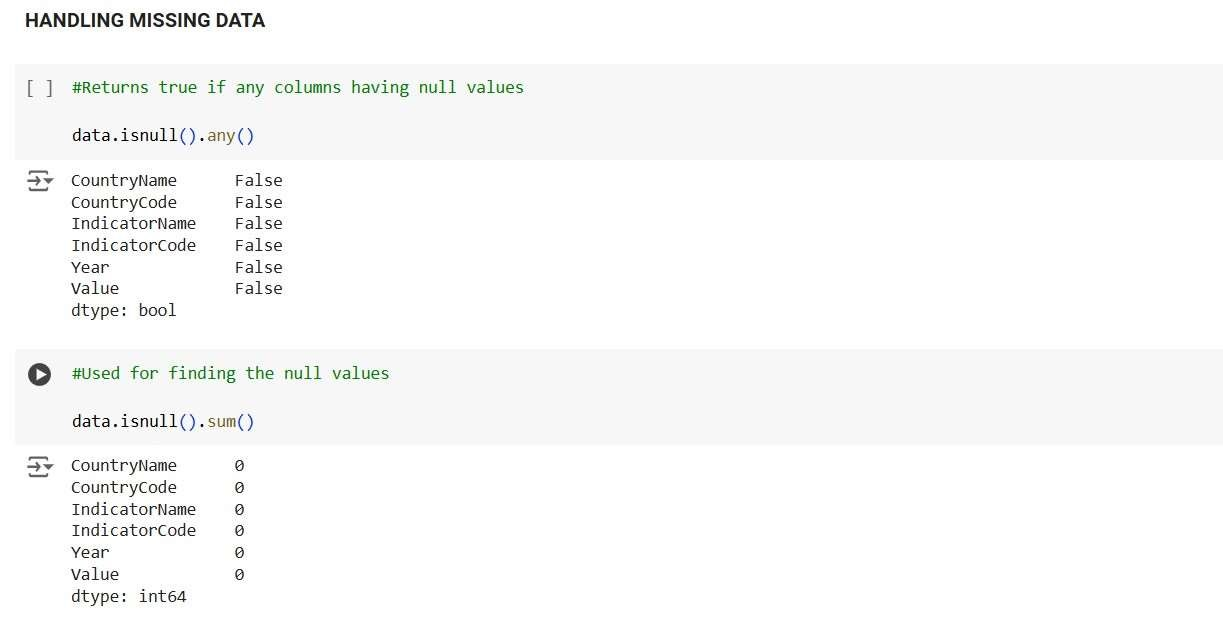 HANDLING MISSING DATA
[ ] #Returns true if any columns having null values
data.isnull().any()
CountryName False
CountryCode False
IndicatorName False
IndicatorCode False
Year False
Value False
dtype: bool
#Used for finding the null values
data.isnull().sum()
CountryName 0
CountryCode 0
IndicatorName 0
IndicatorCode 0
Year 0
Value 0
dtype: int64